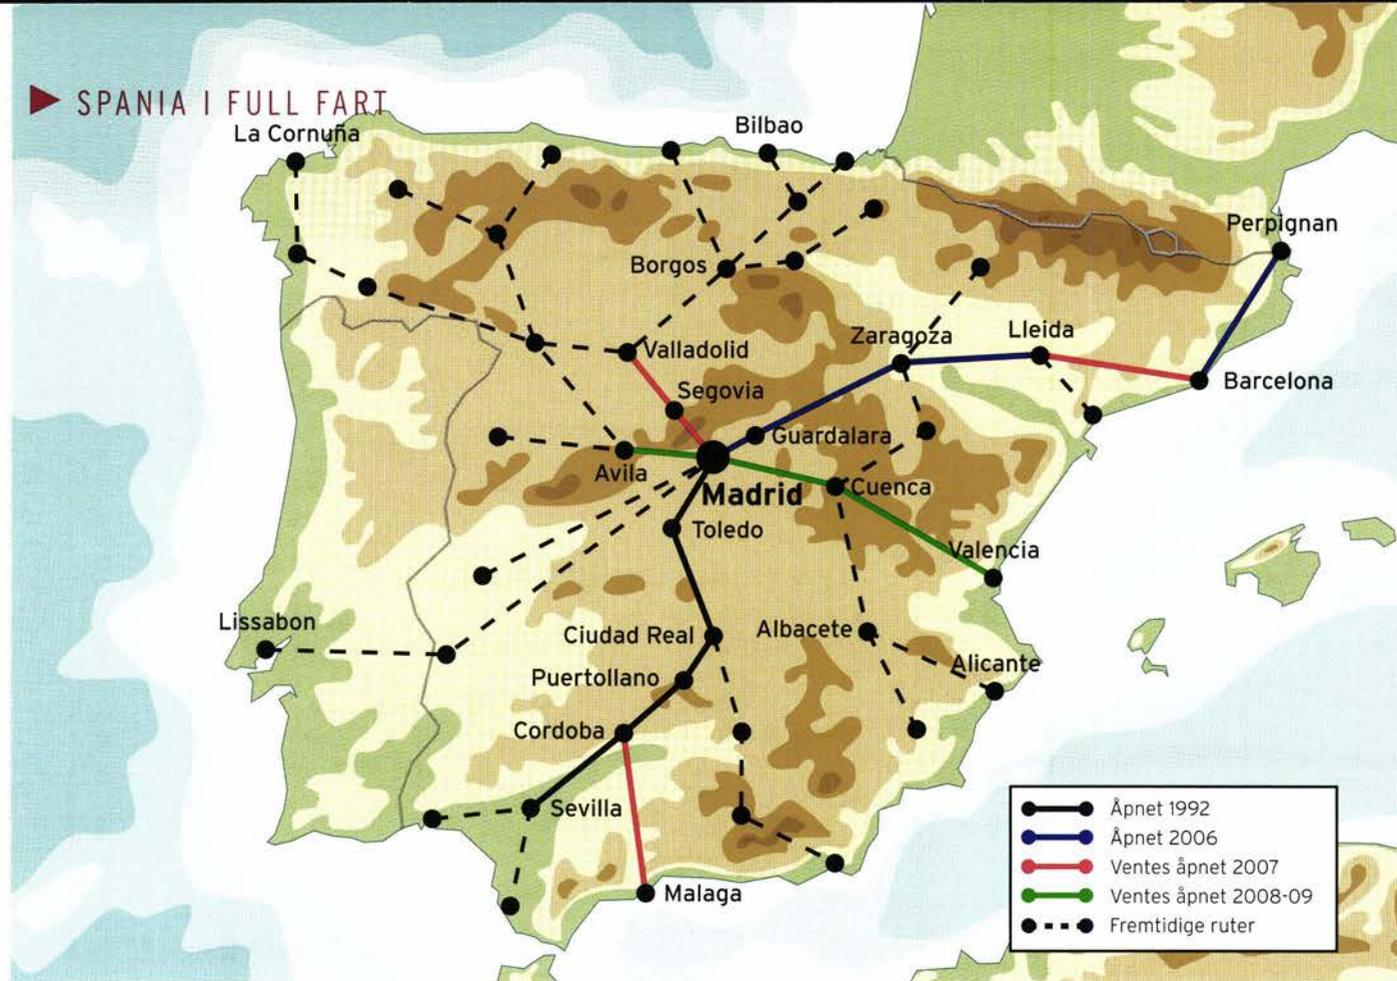 SPANIA I FULL FART
La Cornuña
Bilbao
Perpignan
Borgos
Zaragoza
Lleida
Valladolid
Barcelona
Segovia
Guardalara
Avila
Madrid
Cuenca
Toledo
Valencia
Lissabon
Ciudad Real
Albacete
Alicante
Puertollano
Cordoba
Sevilla
Malaga
Åpnet 1992
Åpnet 2006
Ventes åpnet 2007
Ventes åpnet 2008-09
Fremtidige ruter